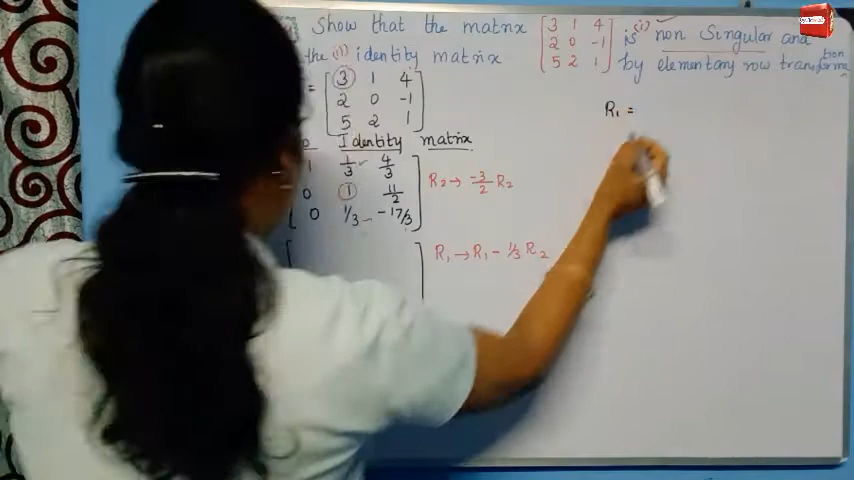 Show that the matrix [3 1 4 is (i) non Singular and
the (ii) identity matrix 2 0 -1 by elementary row transformation
5 2 1]
= [3 1 4
2 0 -1
5 2 1]
R1 =
Identity matrix
1 1/3 4/3
0 1 11/2 R2 → -3/2 R2
0 1/3 -17/3
R1 → R1 - 1/3 R2